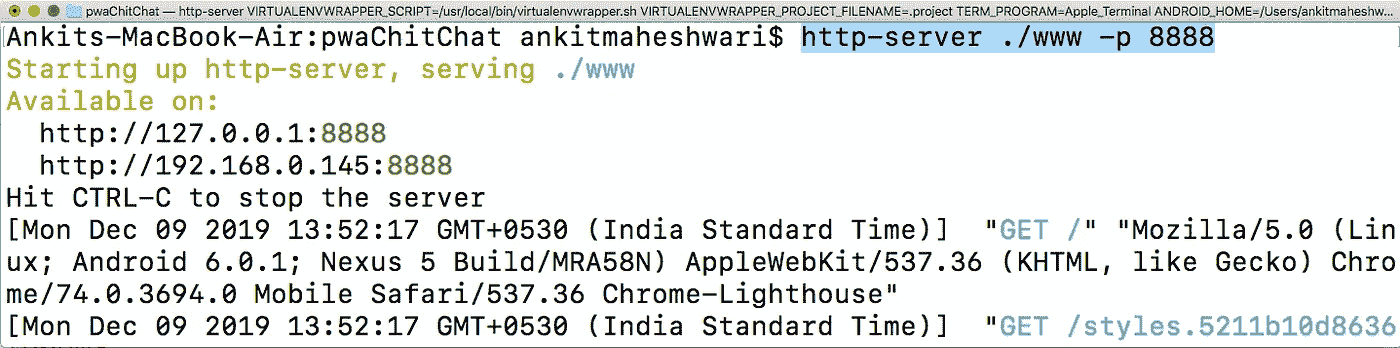 pwaChitChat — http-server VIRTUALENVWRAPPER_SCRIPT=/usr/local/bin/virtualenvwrapper.sh VIRTUALENVWRAPPER_PROJECT_FILENAME=.project TERM_PROGRAM=Apple_Terminal ANDROID_HOME=/Users/ankitmaheshw...
Ankits-MacBook-Air:pwaChitChat ankitmaheshwari$ http-server ./www -p 8888
Starting up http-server, serving ./www
Available on:
  http://127.0.0.1:8888
  http://192.168.0.145:8888
Hit CTRL-C to stop the server
[Mon Dec 09 2019 13:52:17 GMT+0530 (India Standard Time)]  "GET /" "Mozilla/5.0 (Lin
ux; Android 6.0.1; Nexus 5 Build/MRA58N) AppleWebKit/537.36 (KHTML, like Gecko) Chro
me/74.0.3694.0 Mobile Safari/537.36 Chrome-Lighthouse"
[Mon Dec 09 2019 13:52:17 GMT+0530 (India Standard Time)]  "GET /styles.5211b10d8636